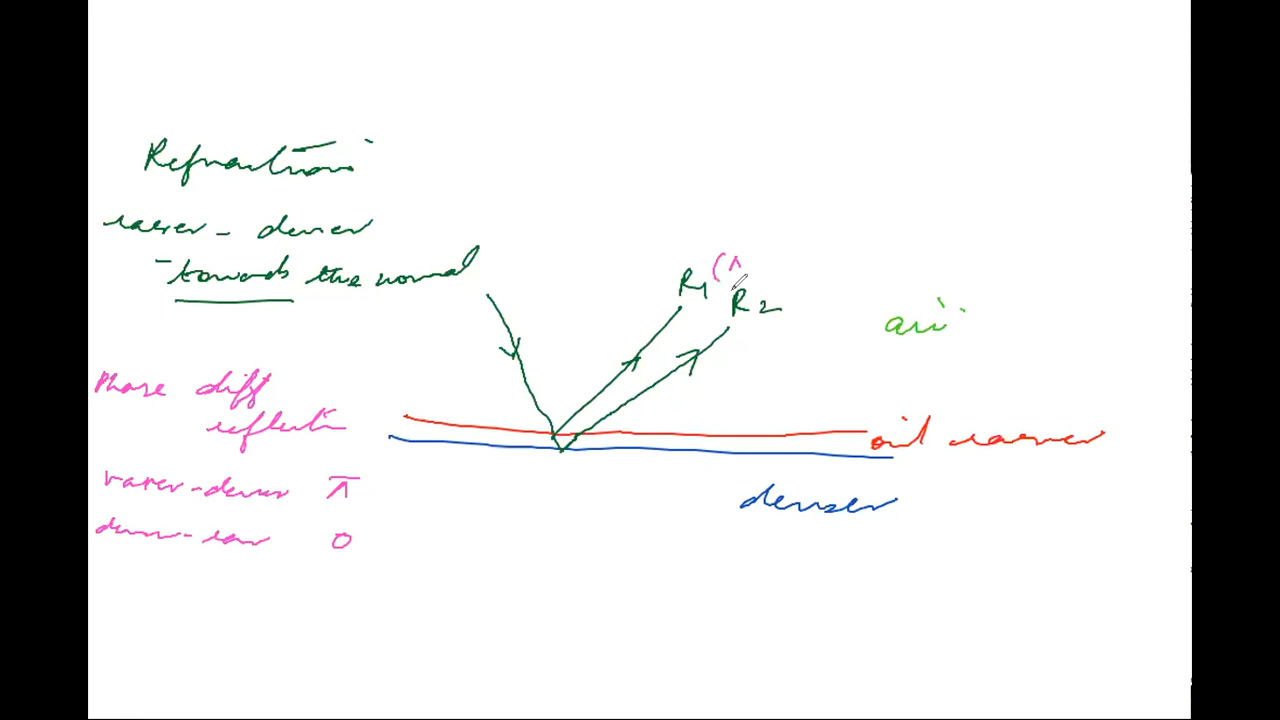 Refraction
rarer - denser
- towards the normal
R1 (π
R2
air
Phase diff
reflectn
oil rarer
rarer-denser π
denser
denser-rarer 0